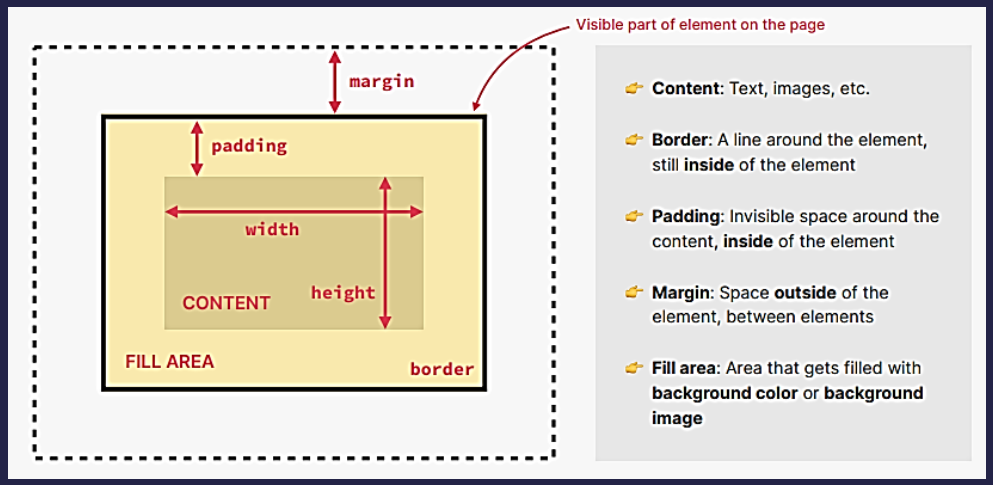 Visible part of element on the page
margin
padding
width
height
CONTENT
FILL AREA
border
👉 Content: Text, images, etc.
👉 Border: A line around the element,
still inside of the element
👉 Padding: Invisible space around the
content, inside of the element
👉 Margin: Space outside of the
element, between elements
👉 Fill area: Area that gets filled with
background color or background
image